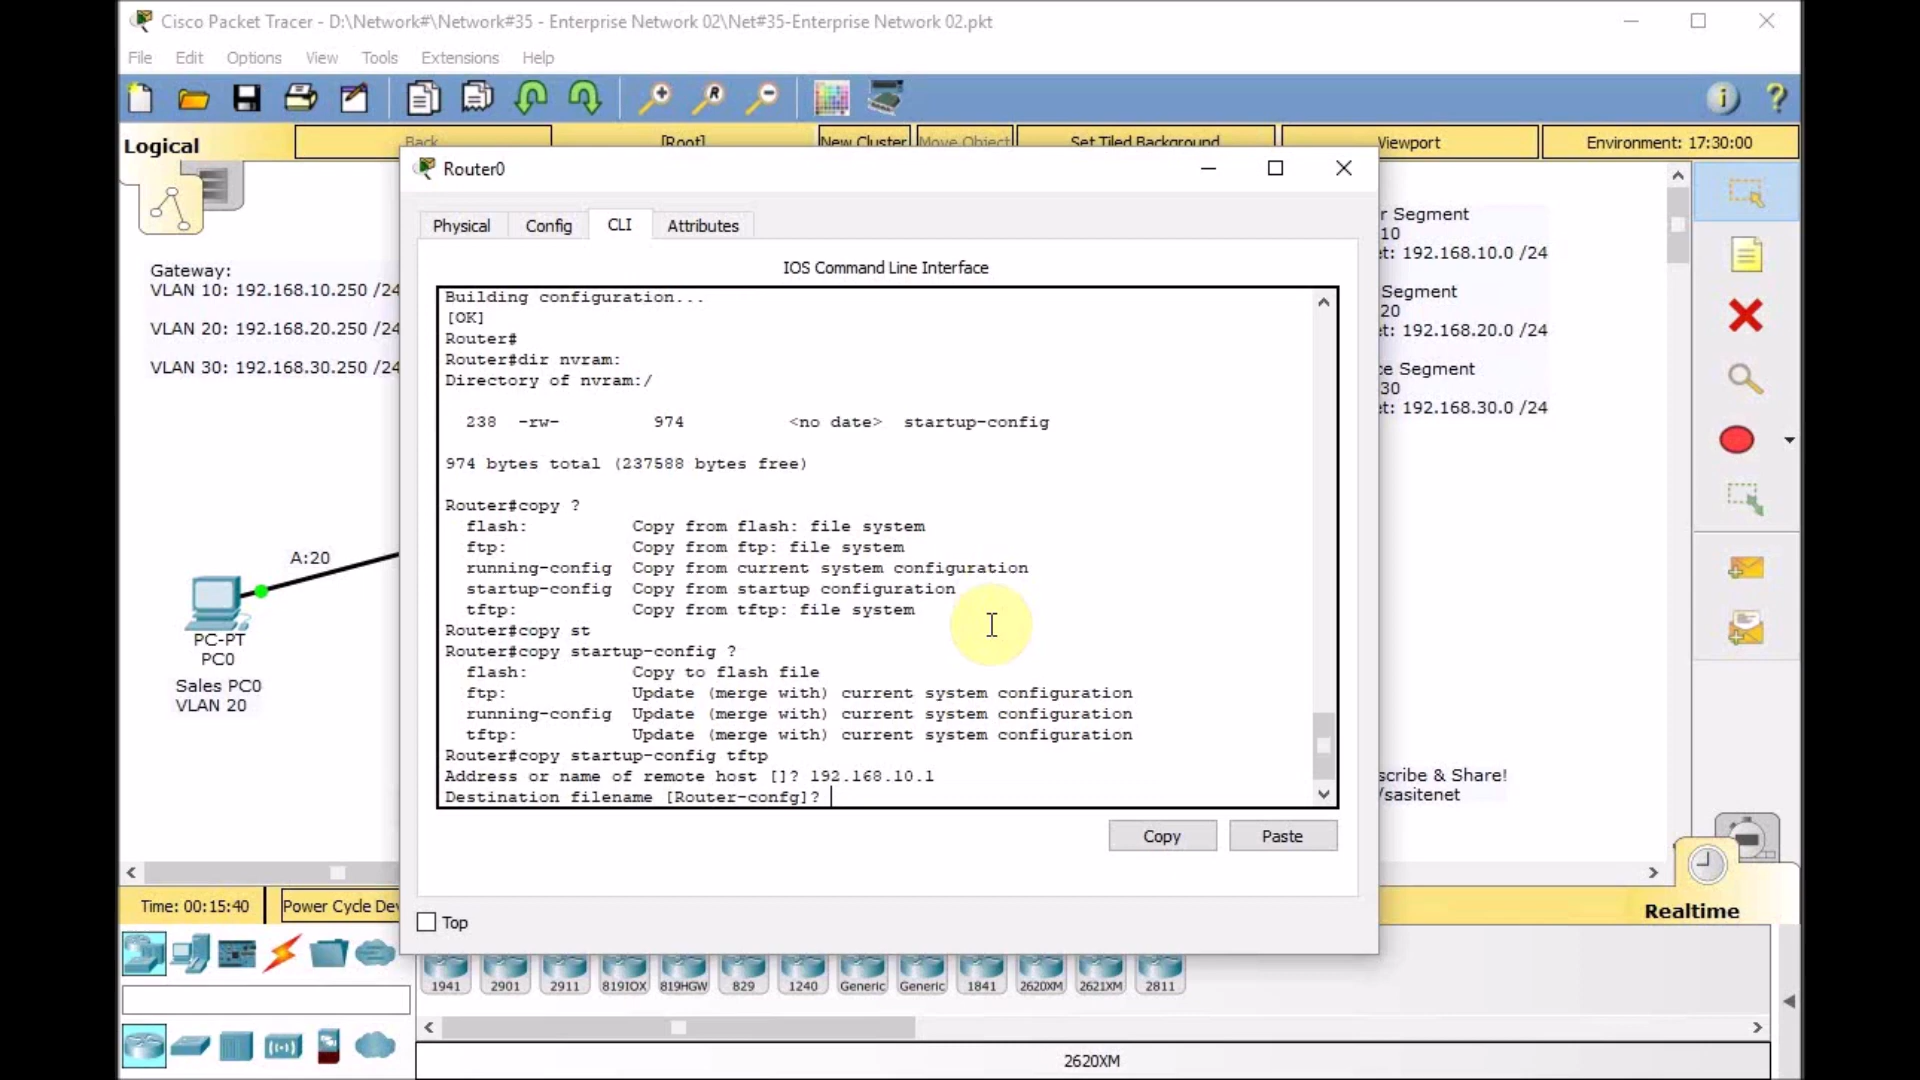 Cisco Packet Tracer - D:\Network#\Network#35 - Enterprise Network 02\Net#35-Enterprise Network 02.pkt
File Edit Options View Tools Extensions Help
Logical Back [Root] New Cluster Move Object Set Tiled Background Viewport Environment: 17:30:00
Router0
Physical Config CLI Attributes
IOS Command Line Interface
Gateway:
VLAN 10: 192.168.10.250 /24
VLAN 20: 192.168.20.250 /24
VLAN 30: 192.168.30.250 /24
A:20
PC-PT
PC0
Sales PC0
VLAN 20
Building configuration...
[OK]
Router#
Router#dir nvram:
Directory of nvram:/
238 -rw- 974 <no date> startup-config
974 bytes total (237588 bytes free)
Router#copy ?
flash: Copy from flash: file system
ftp: Copy from ftp: file system
running-config Copy from current system configuration
startup-config Copy from startup configuration
tftp: Copy from tftp: file system
Router#copy st
Router#copy startup-config ?
flash: Copy to flash file
ftp: Update (merge with) current system configuration
running-config Update (merge with) current system configuration
tftp: Update (merge with) current system configuration
Router#copy startup-config tftp
Address or name of remote host []? 192.168.10.1
Destination filename [Router-confg]?
Copy Paste
Top
r Segment
10
et: 192.168.10.0 /24
Segment
20
et: 192.168.20.0 /24
ce Segment
30
et: 192.168.30.0 /24
scribe & Share!
/sasitenet
Time: 00:15:40 Power Cycle Dev
Realtime
1941 2901 2911 819IOX 819HGW 829 1240 Generic Generic 1841 2620XM 2621XM 2811
2620XM